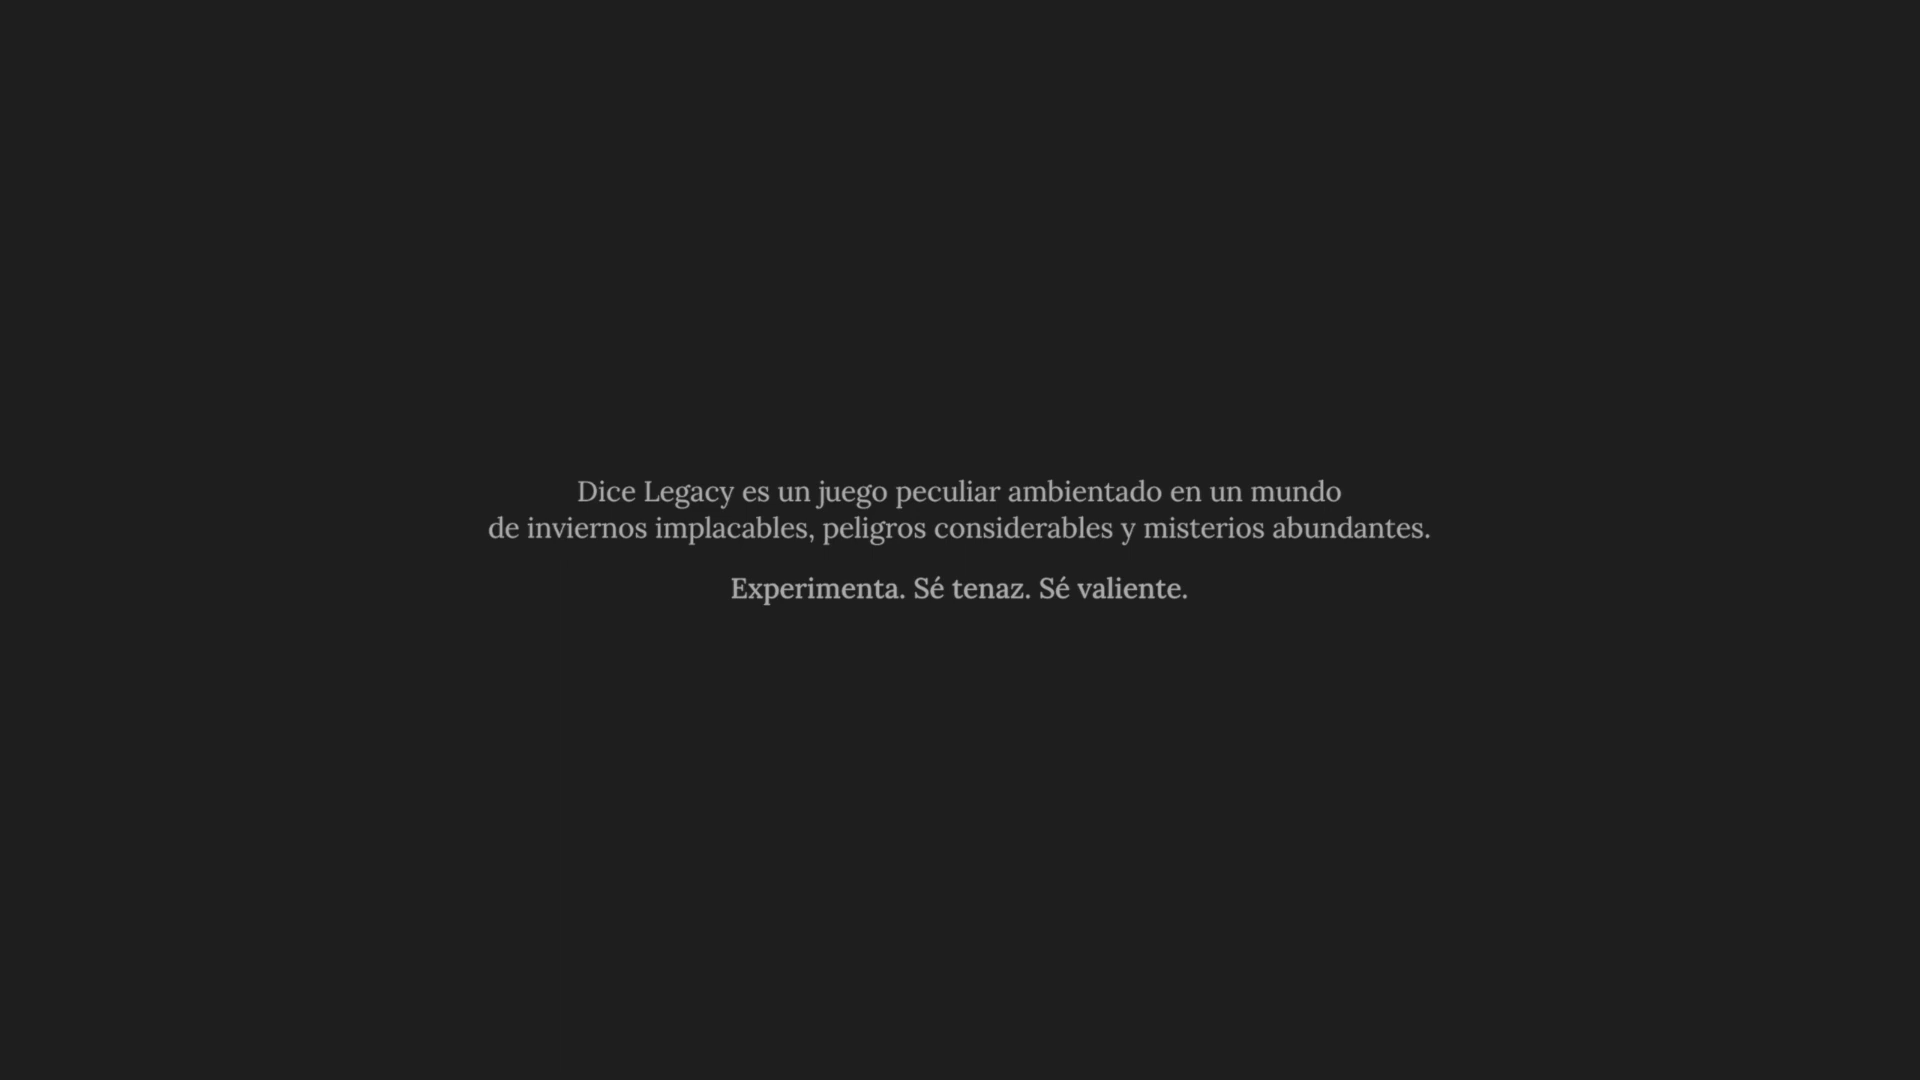 Dice Legacy es un juego peculiar ambientado en un mundo
de inviernos implacables, peligros considerables y misterios abundantes.
Experimenta. Sé tenaz. Sé valiente.